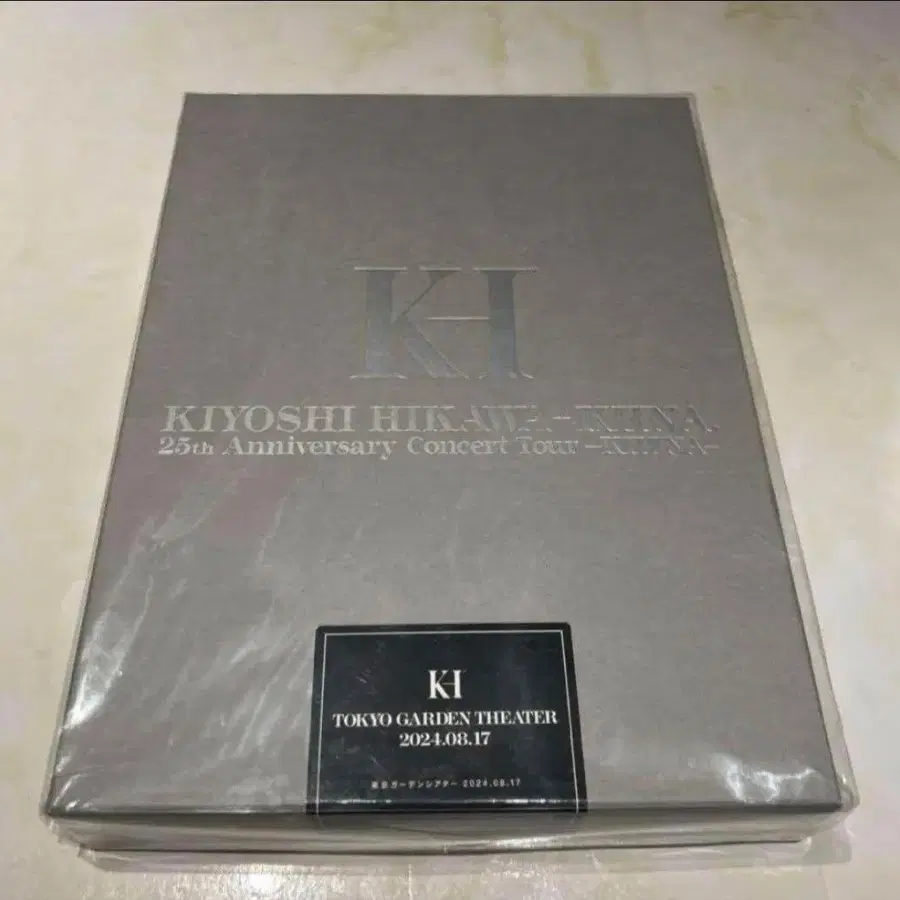 KH
KIYOSHI HIKAWA+KIINA.
25th Anniversary Concert Tour -KIINA-
KH
TOKYO GARDEN THEATER
2024.08.17
東京ガーデンシアター 2024.08.17